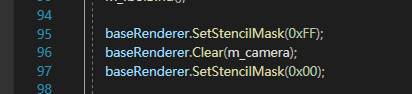 94
95 baseRenderer.SetStencilMask(0xFF);
96 baseRenderer.Clear(m_camera);
97 baseRenderer.SetStencilMask(0x00);
98